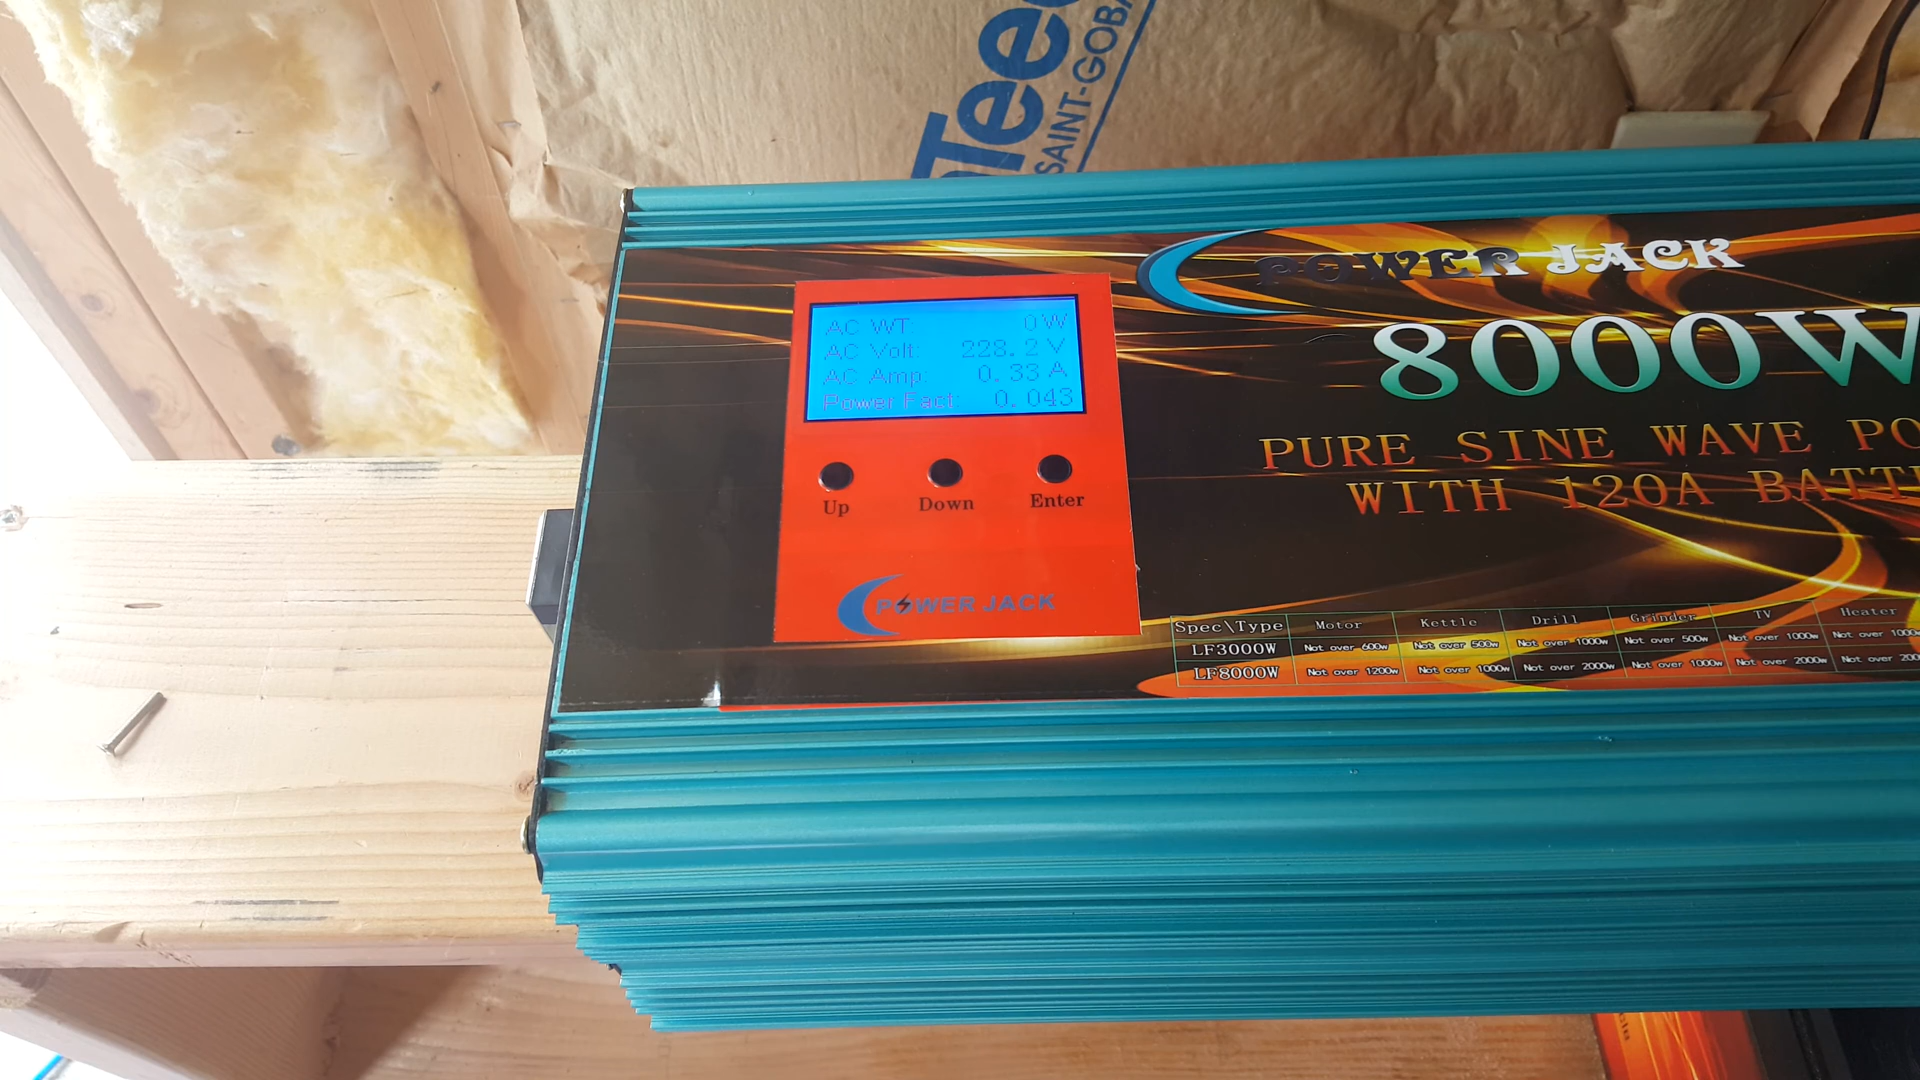 Tee
SAINT-GOBA
POWER JACK
8000W
PURE SINE WAVE PO
WITH 120A BATT
AC WT: 0 W
AC Volt: 228.2 V
AC Amp: 0.33 A
Power Fact: 0.043
Up Down Enter
POWER JACK
Spec\Type Motor Kettle Drill Grinder TV Heater
LF3000W Not over 600w Not over 500w Not over 1000w Not over 500w Not over 1000w Not over 1000
LF8000W Not over 1200w Not over 1000w Not over 2000w Not over 1000w Not over 2000w Not over 200